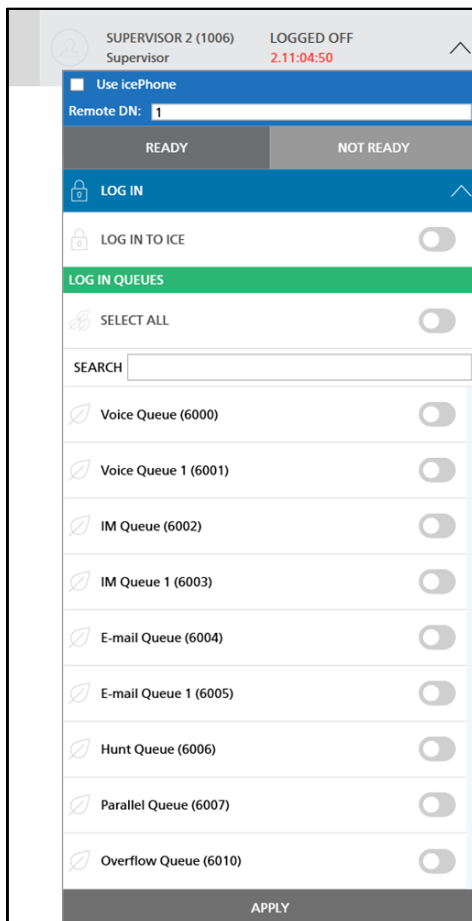 SUPERVISOR 2 (1006) LOGGED OFF
Supervisor 2.11:04:50
Use icePhone
Remote DN: 1
READY NOT READY
0 LOG IN
0 LOG IN TO ICE
LOG IN QUEUES
SELECT ALL
SEARCH
Voice Queue (6000)
Voice Queue 1 (6001)
IM Queue (6002)
IM Queue 1 (6003)
E-mail Queue (6004)
E-mail Queue 1 (6005)
Hunt Queue (6006)
Parallel Queue (6007)
Overflow Queue (6010)
APPLY